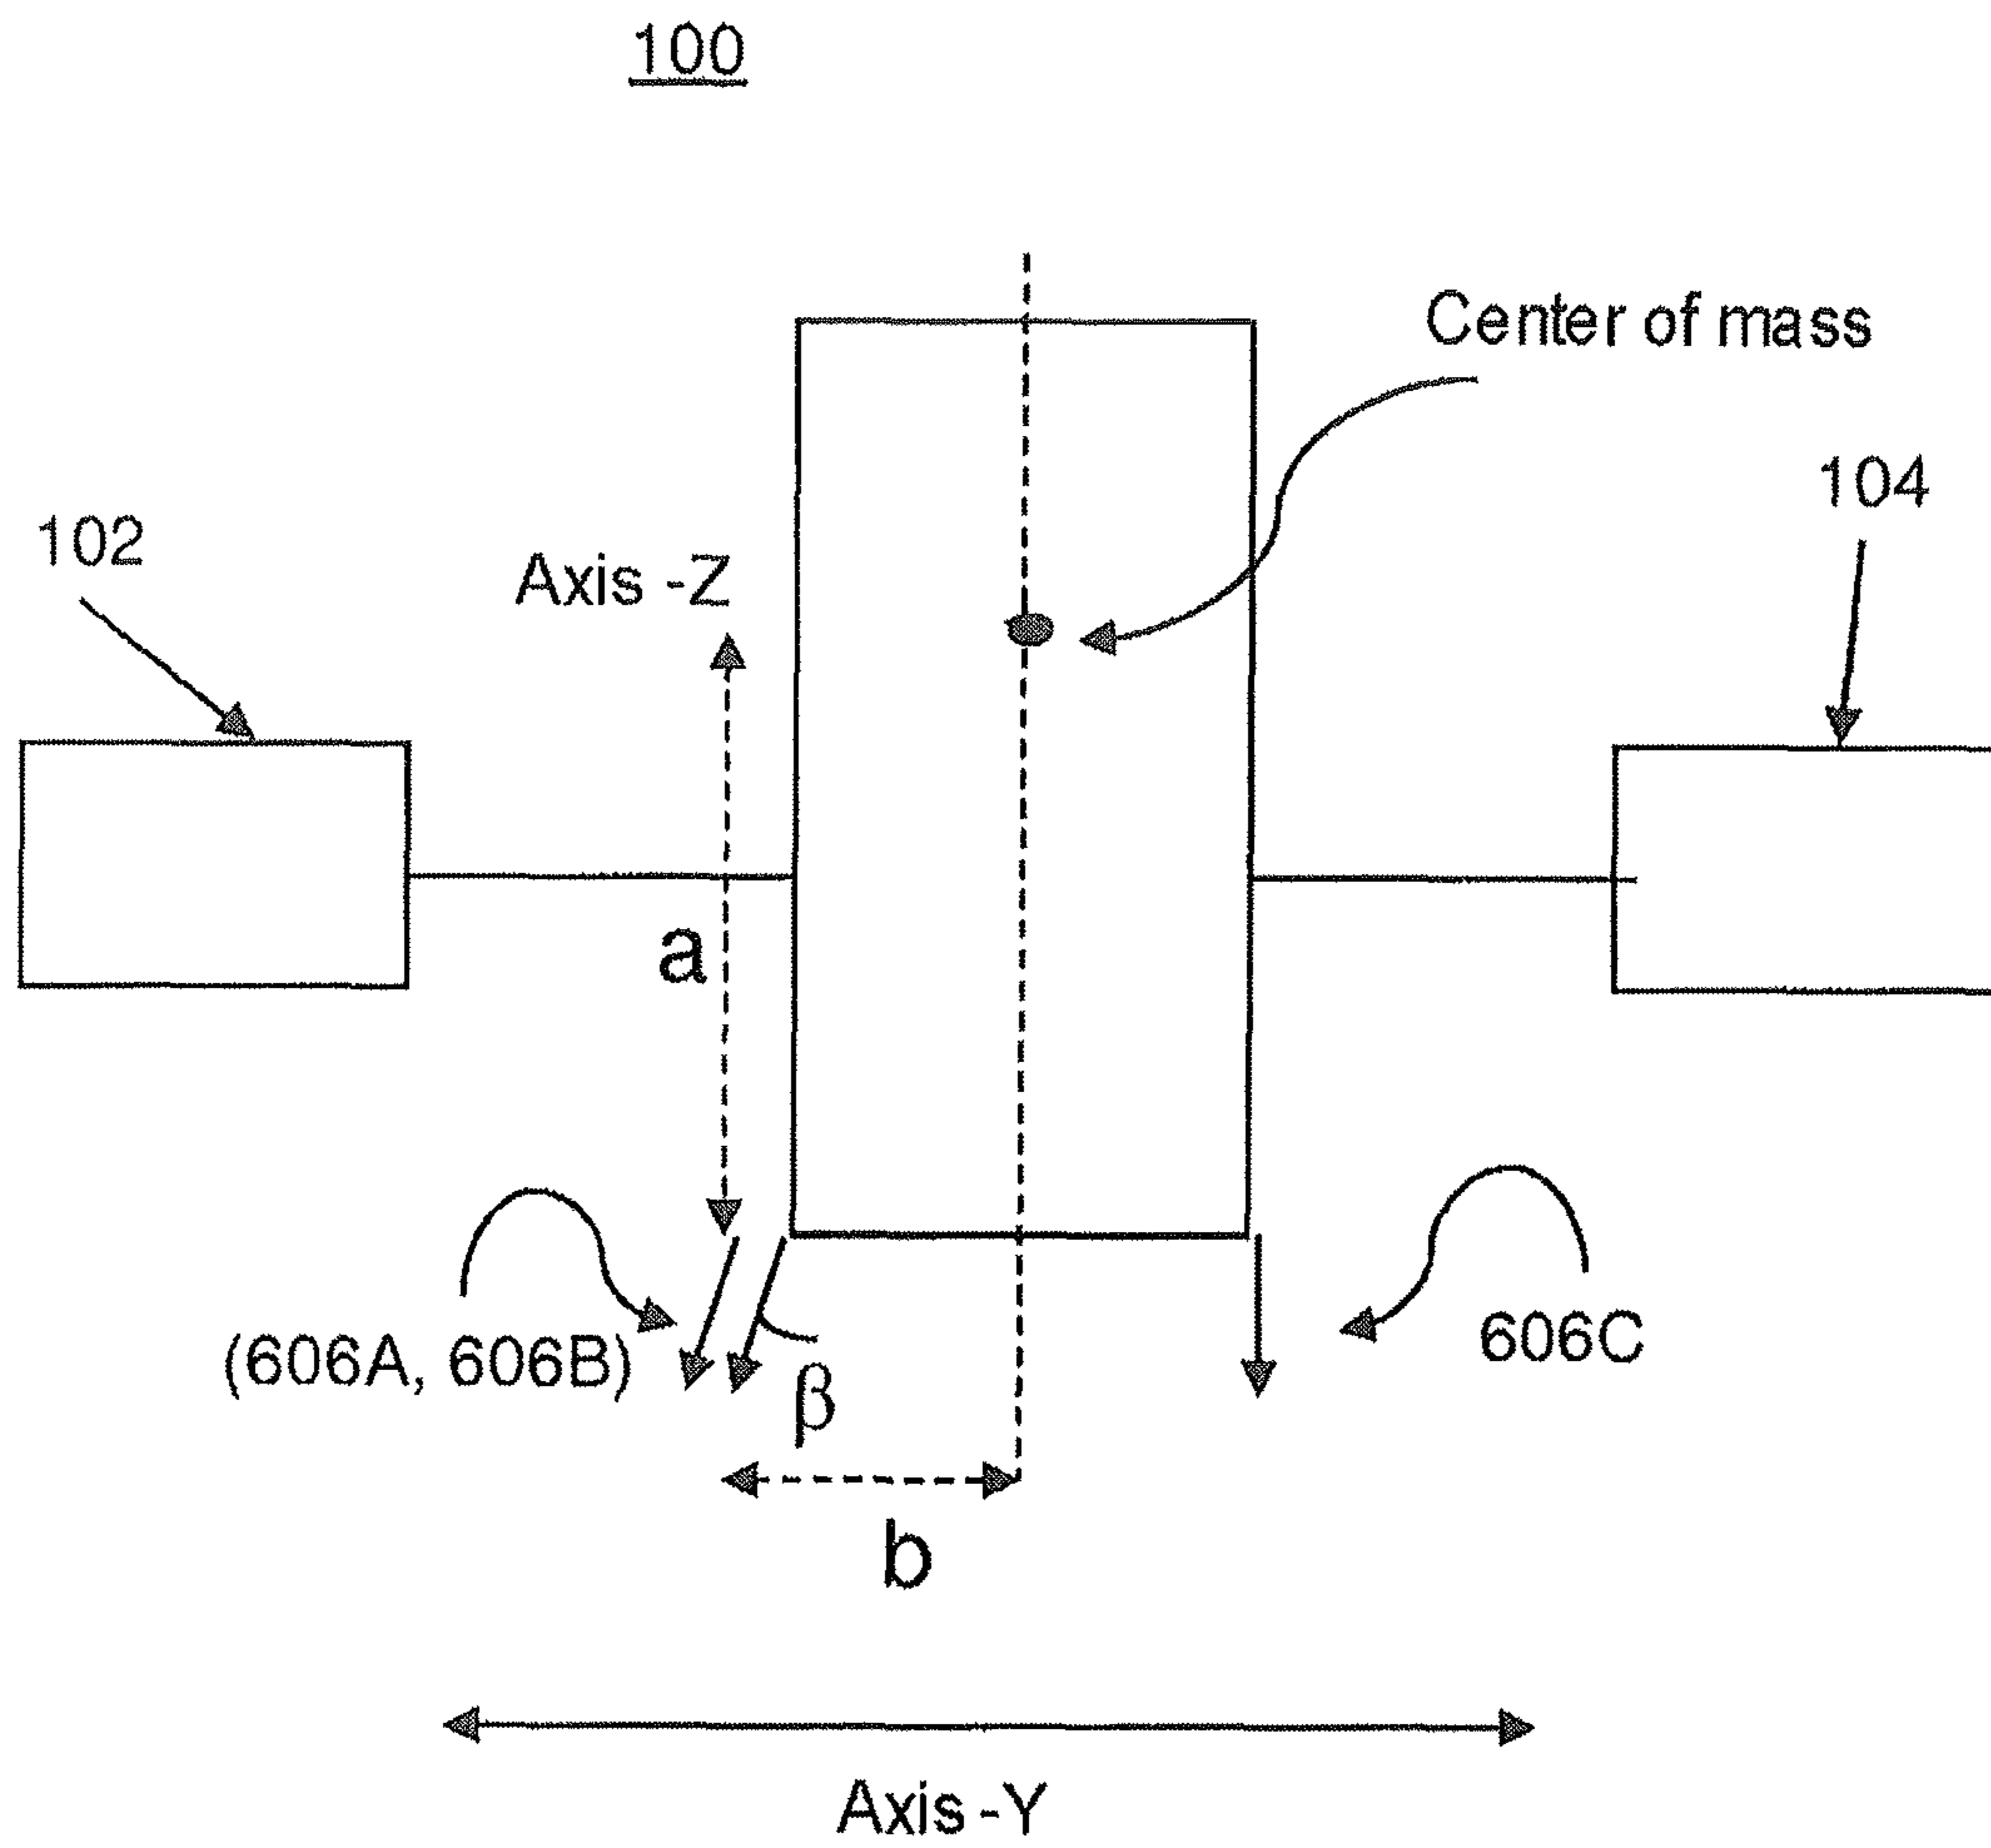 100
Center of mass
104
102
Axis -Z
a
(606A, 606B)
606C
β
b
Axis -Y